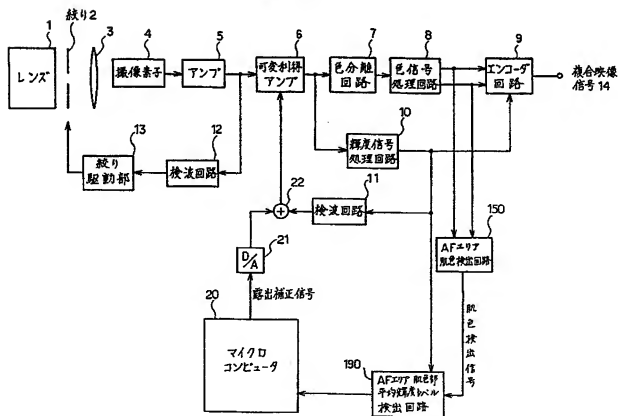 1
レンズ
絞り2
3
4
撮像素子
5
アンプ
6
可変利得
アンプ
7
色分離
回路
8
色信号
処理回路
9
エンコーダ
回路
複合映像
信号14
10
輝度信号
処理回路
13
絞り
駆動部
12
検波回路
22
+
11
検波回路
150
AFエリア
肌色検出回路
21
D/A
露出補正信号
肌色検出信号
20
マイクロ
コンピュータ
190
AFエリア肌色部
平均輝度レベル
検出回路